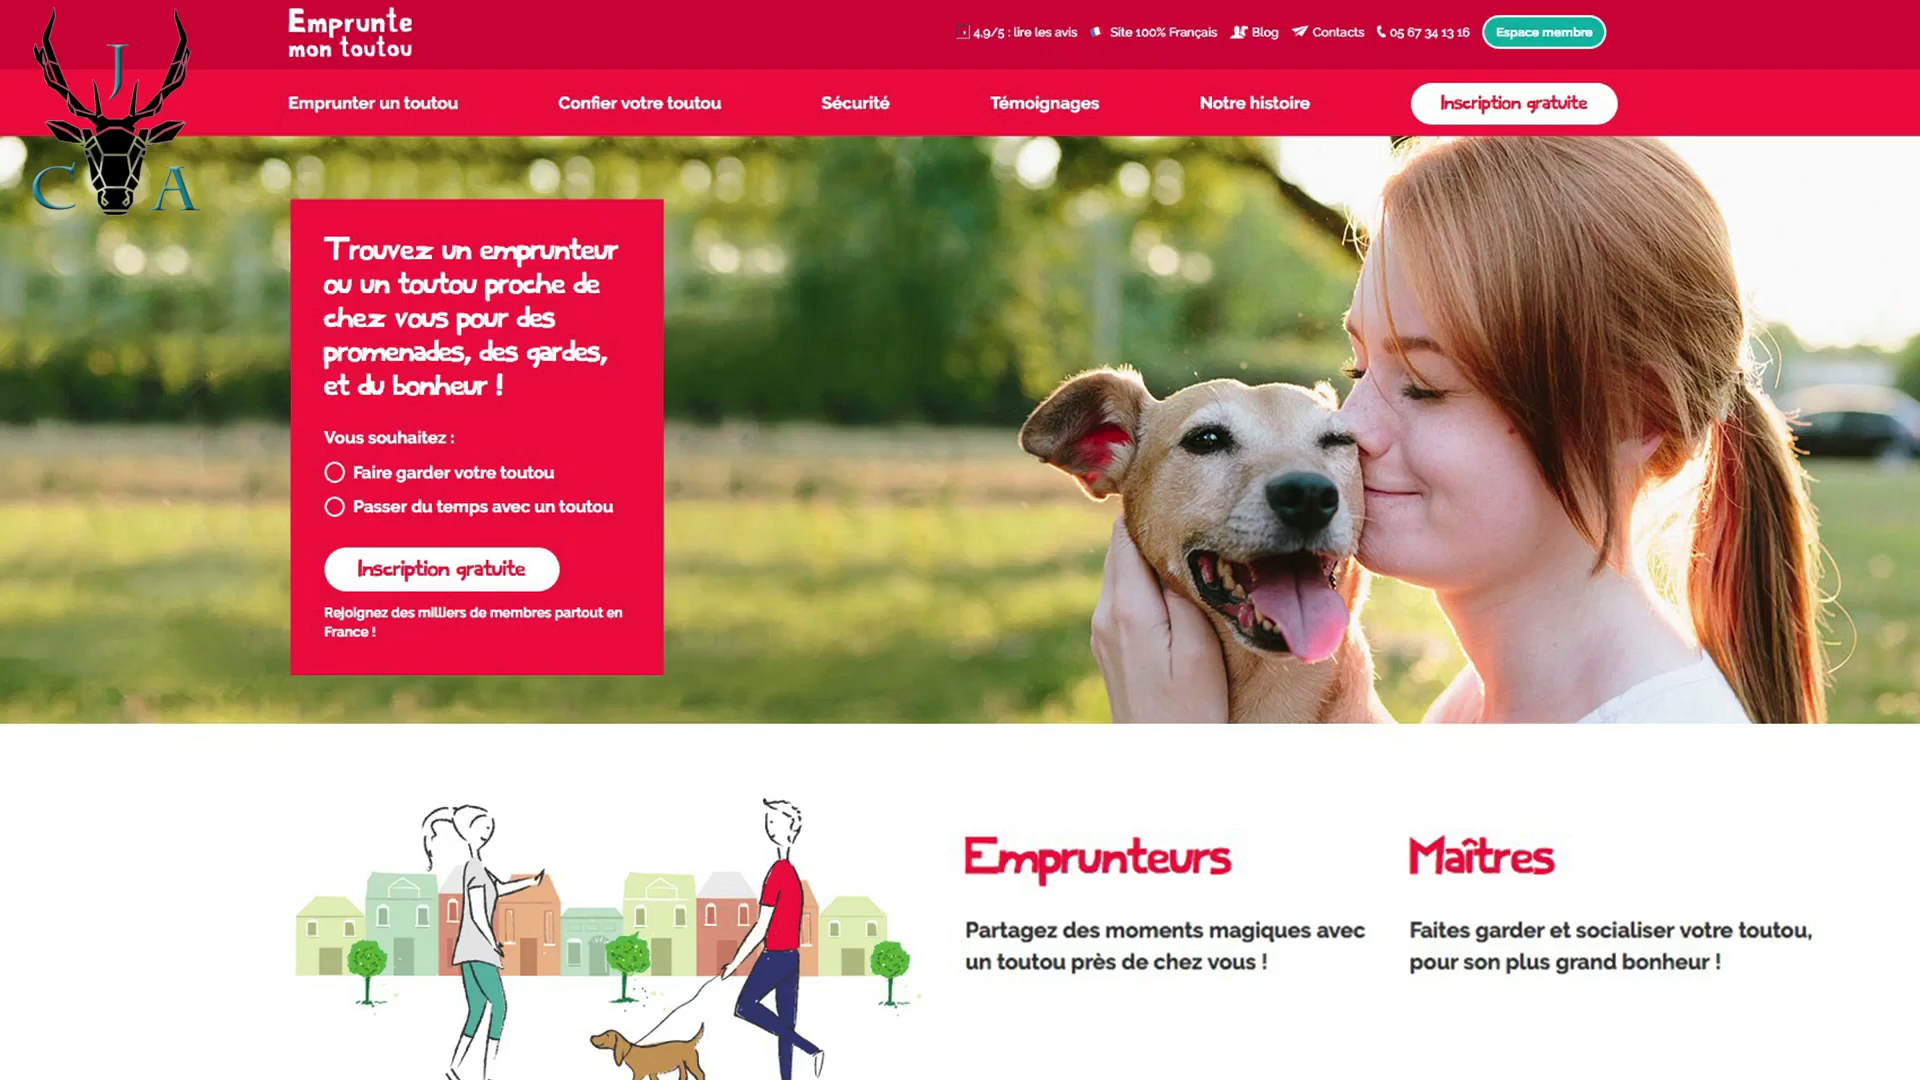 Emprunte
mon toutou
4,9/5 : lire les avis Site 100% Français Blog Contacts 05 67 34 13 16 Espace membre
Emprunter un toutou Confier votre toutou Sécurité Témoignages Notre histoire Inscription gratuite
J
C A
Trouvez un emprunteur
ou un toutou proche de
chez vous pour des
promenades, des gardes,
et du bonheur !
Vous souhaitez :
Faire garder votre toutou
Passer du temps avec un toutou
Inscription gratuite
Rejoignez des milliers de membres partout en
France !
Emprunteurs
Partagez des moments magiques avec
un toutou près de chez vous !
Maîtres
Faites garder et socialiser votre toutou,
pour son plus grand bonheur !